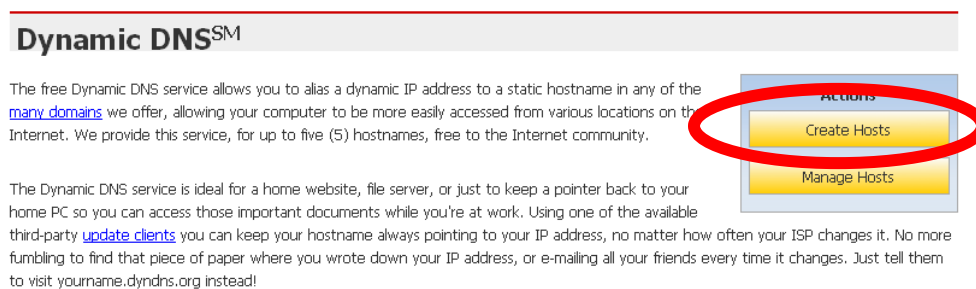 Dynamic DNSSM
The free Dynamic DNS service allows you to alias a dynamic IP address to a static hostname in any of the
many domains we offer, allowing your computer to be more easily accessed from various locations on the
Internet. We provide this service, for up to five (5) hostnames, free to the Internet community.
Actions
Create Hosts
Manage Hosts
The Dynamic DNS service is ideal for a home website, file server, or just to keep a pointer back to your
home PC so you can access those important documents while you're at work. Using one of the available
third-party update clients you can keep your hostname always pointing to your IP address, no matter how often your ISP changes it. No more
fumbling to find that piece of paper where you wrote down your IP address, or e-mailing all your friends every time it changes. Just tell them
to visit yourname.dyndns.org instead!